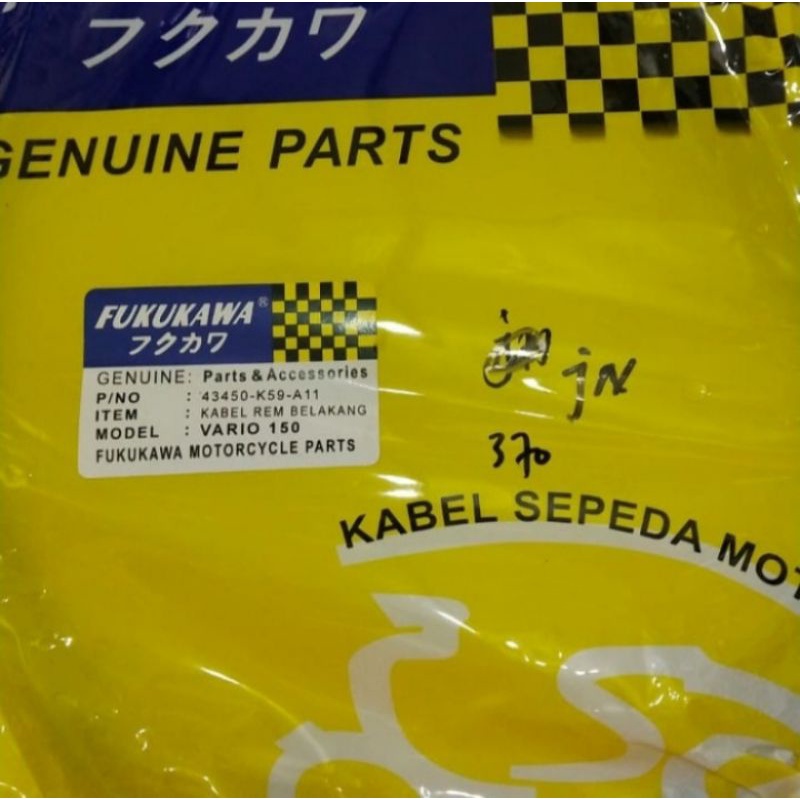 フクカワ
GENUINE PARTS
FUKUKAWA®
フクカワ
GENUINE: Parts & Accessories
P/NO : 43450-K59-A11
ITEM : KABEL REM BELAKANG
MODEL : VARIO 150
FUKUKAWA MOTORCYCLE PARTS
jN
370
KABEL SEPEDA MOT